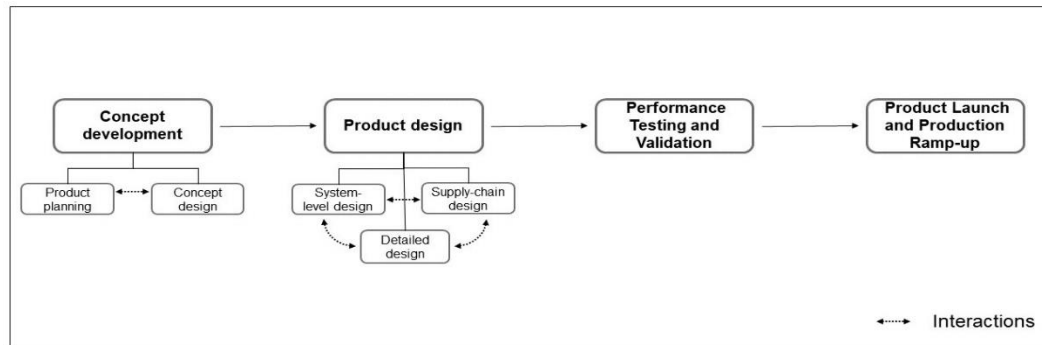 Concept
development
Product design
Performance
Testing and
Validation
Product Launch
and Production
Ramp-up
Product
planning
Concept
design
System-
level design
Supply-chain
design
Detailed
design
Interactions